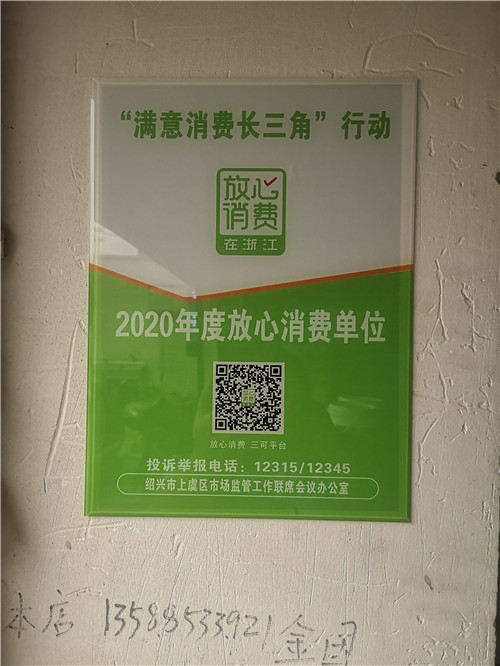 “满意消费长三角”行动
放心
消费
在浙江
2020年度放心消费单位
放心消费 三可平台
投诉举报电话：12315/12345
绍兴市上虞区市场监管工作联席会议办公室
本店 13588533921 金团